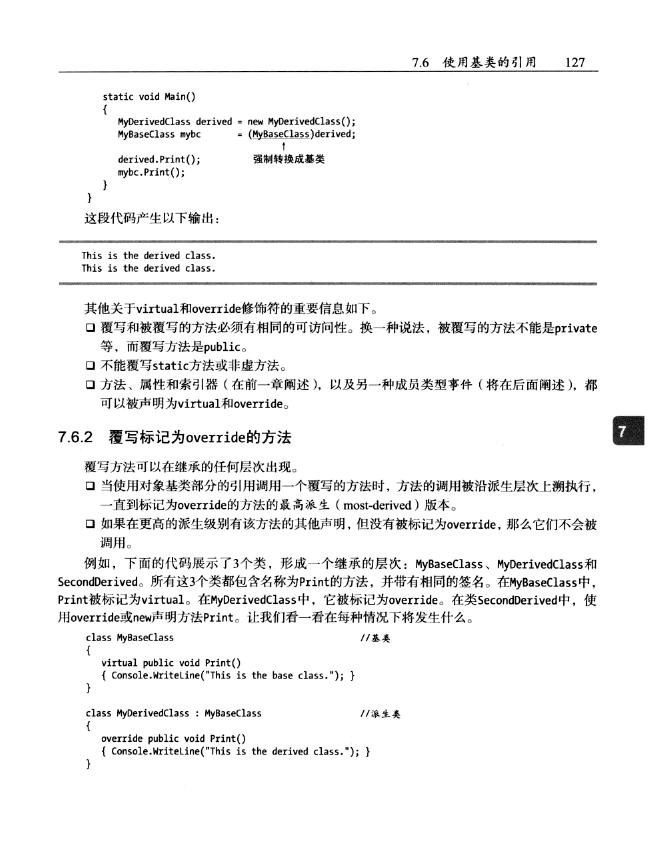 7.6 使用基类的引用 127
static void Main()
{
MyDerivedClass derived = new MyDerivedClass();
MyBaseClass mybc = (MyBaseClass)derived;
↑
derived.Print(); 强制转换成基类
mybc.Print();
}
}
这段代码产生以下输出：
This is the derived class.
This is the derived class.
其他关于virtual和override修饰符的重要信息如下。
❑ 覆写和被覆写的方法必须有相同的可访问性。换一种说法，被覆写的方法不能是private
等，而覆写方法是public。
❑ 不能覆写static方法或非虚方法。
❑ 方法、属性和索引器（在前一章阐述），以及另一种成员类型事件（将在后面阐述），都
可以被声明为virtual和override。
7.6.2 覆写标记为override的方法
7
覆写方法可以在继承的任何层次出现。
❑ 当使用对象基类部分的引用调用一个覆写的方法时，方法的调用被沿派生层次上溯执行，
一直到标记为override的方法的最高派生（most-derived）版本。
❑ 如果在更高的派生级别有该方法的其他声明，但没有被标记为override，那么它们不会被
调用。
例如，下面的代码展示了3个类，形成一个继承的层次：MyBaseClass、MyDerivedClass和
SecondDerived。所有这3个类都包含名称为Print的方法，并带有相同的签名。在MyBaseClass中，
Print被标记为virtual。在MyDerivedClass中，它被标记为override。在类SecondDerived中，使
用override或new声明方法Print。让我们看一看在每种情况下将发生什么。
class MyBaseClass //基类
{
virtual public void Print()
{ Console.WriteLine("This is the base class."); }
}
class MyDerivedClass : MyBaseClass //派生类
{
override public void Print()
{ Console.WriteLine("This is the derived class."); }
}